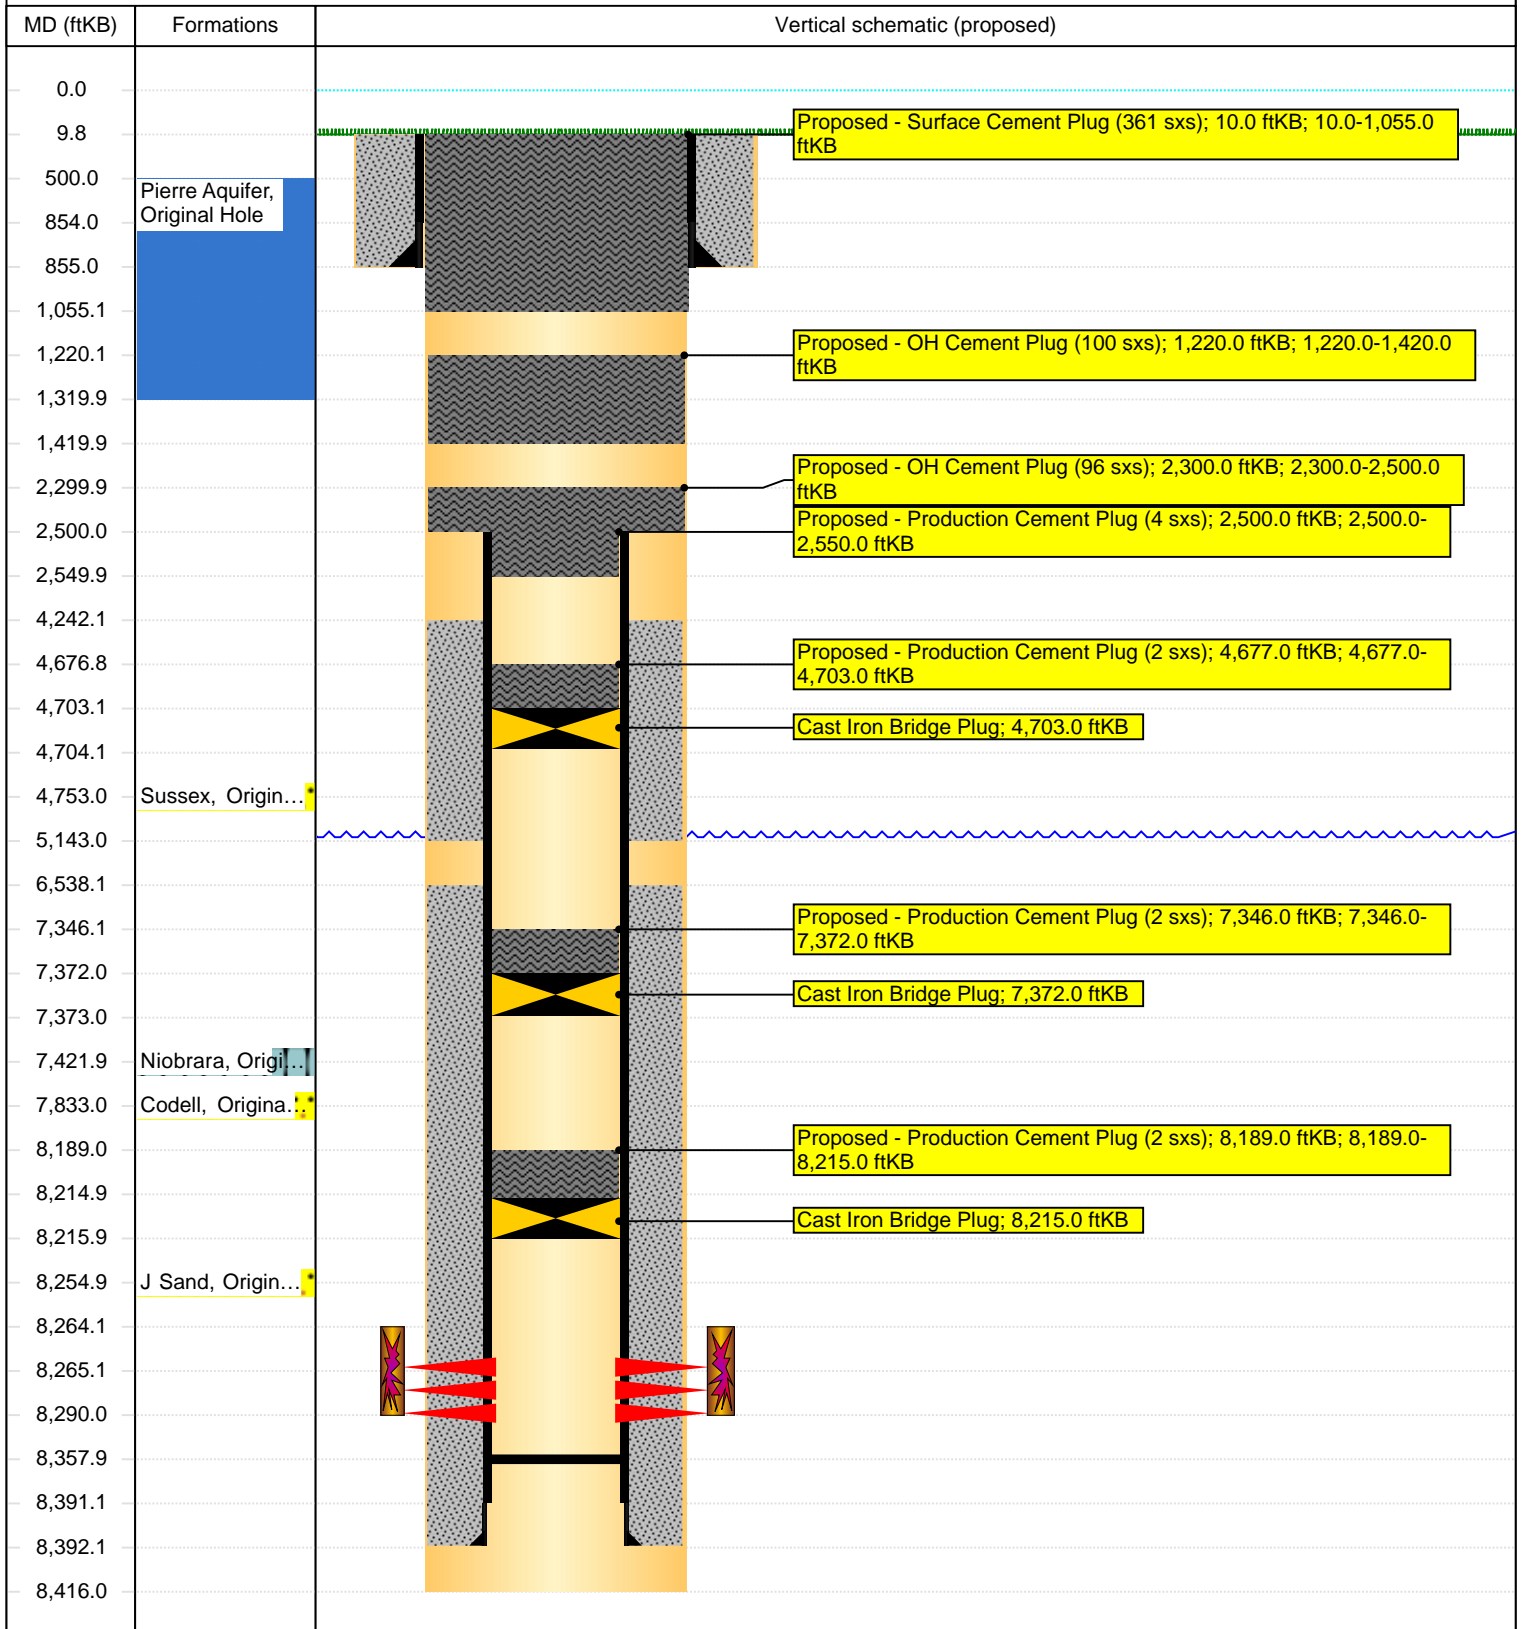 MD (ftKB)
Formations
Vertical schematic (proposed)
0.0
9.8
Proposed - Surface Cement Plug (361 sxs); 10.0 ftKB; 10.0-1,055.0
ftKB
500.0
Pierre Aquifer,
Original Hole
854.0
855.0
1,055.1
1,220.1
Proposed - OH Cement Plug (100 sxs); 1,220.0 ftKB; 1,220.0-1,420.0
ftKB
1,319.9
1,419.9
2,299.9
Proposed - OH Cement Plug (96 sxs); 2,300.0 ftKB; 2,300.0-2,500.0
ftKB
2,500.0
Proposed - Production Cement Plug (4 sxs); 2,500.0 ftKB; 2,500.0-
2,550.0 ftKB
2,549.9
4,242.1
4,676.8
Proposed - Production Cement Plug (2 sxs); 4,677.0 ftKB; 4,677.0-
4,703.0 ftKB
4,703.1
Cast Iron Bridge Plug; 4,703.0 ftKB
4,704.1
4,753.0
Sussex, Origin...
5,143.0
6,538.1
7,346.1
Proposed - Production Cement Plug (2 sxs); 7,346.0 ftKB; 7,346.0-
7,372.0 ftKB
7,372.0
Cast Iron Bridge Plug; 7,372.0 ftKB
7,373.0
7,421.9
Niobrara, Origi...
7,833.0
Codell, Origina...
8,189.0
Proposed - Production Cement Plug (2 sxs); 8,189.0 ftKB; 8,189.0-
8,215.0 ftKB
8,214.9
Cast Iron Bridge Plug; 8,215.0 ftKB
8,215.9
8,254.9
J Sand, Origin...
8,264.1
8,265.1
8,290.0
8,357.9
8,391.1
8,392.1
8,416.0